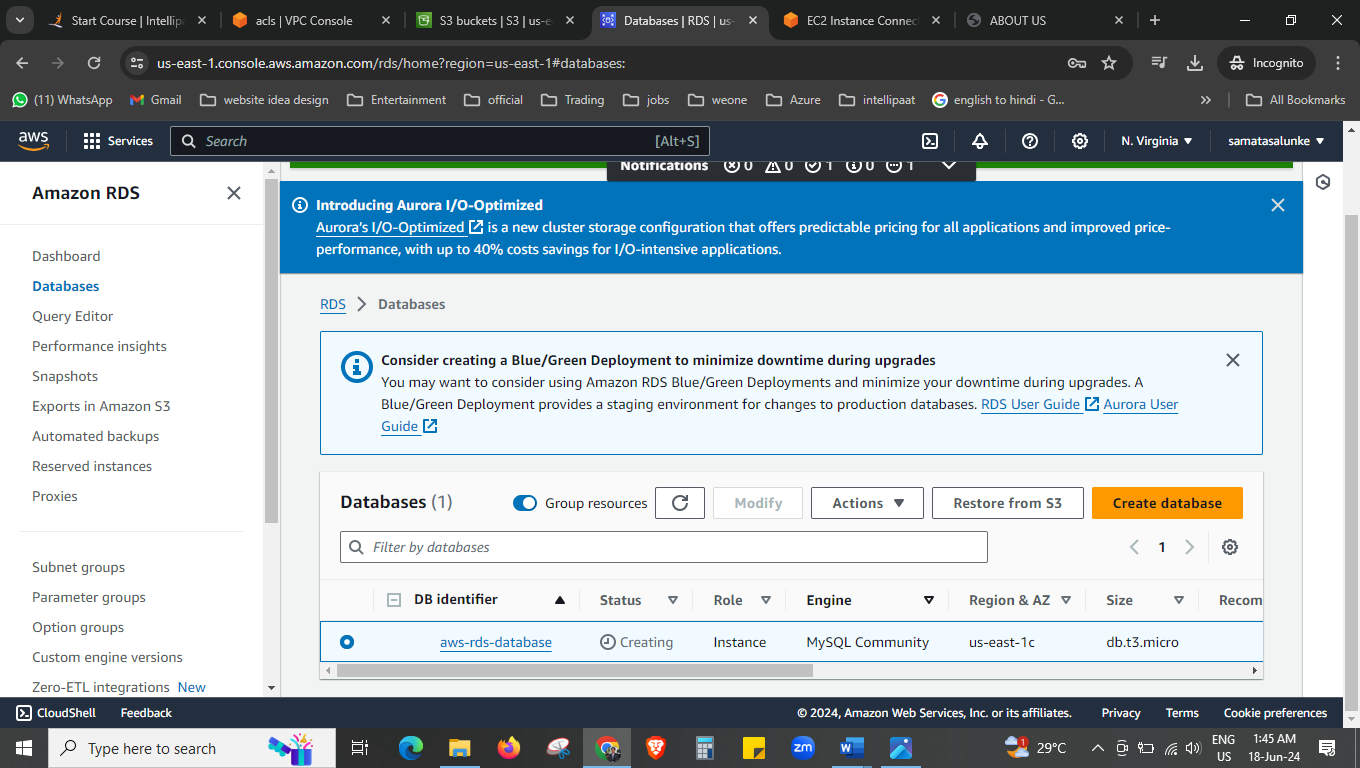 Start Course | Intellipa
acls | VPC Console
S3 buckets | S3 | us-e
Databases | RDS | us-
EC2 Instance Connec
ABOUT US
us-east-1.console.aws.amazon.com/rds/home?region=us-east-1#databases:
Incognito
(11) WhatsApp
Gmail
website idea design
Entertainment
official
Trading
jobs
weone
Azure
intellipaat
english to hindi - G...
All Bookmarks
aws
Services
Search
[Alt+S]
N. Virginia
samatasalunke
Amazon RDS
Dashboard
Databases
Query Editor
Performance insights
Snapshots
Exports in Amazon S3
Automated backups
Reserved instances
Proxies
Subnet groups
Parameter groups
Option groups
Custom engine versions
Zero-ETL integrations New
Notifications 0 0 1 0 1
Introducing Aurora I/O-Optimized
Aurora's I/O-Optimized is a new cluster storage configuration that offers predictable pricing for all applications and improved price-
performance, with up to 40% costs savings for I/O-intensive applications.
RDS
Databases
Consider creating a Blue/Green Deployment to minimize downtime during upgrades
You may want to consider using Amazon RDS Blue/Green Deployments and minimize your downtime during upgrades. A
Blue/Green Deployment provides a staging environment for changes to production databases. RDS User Guide Aurora User
Guide
Databases (1)
Group resources
Modify
Actions
Restore from S3
Create database
Filter by databases
1
DB identifier
Status
Role
Engine
Region & AZ
Size
Recom
aws-rds-database
Creating
Instance
MySQL Community
us-east-1c
db.t3.micro
CloudShell
Feedback
© 2024, Amazon Web Services, Inc. or its affiliates.
Privacy
Terms
Cookie preferences
Type here to search
zm
1
29°C
ENG
US
1:45 AM
18-Jun-24